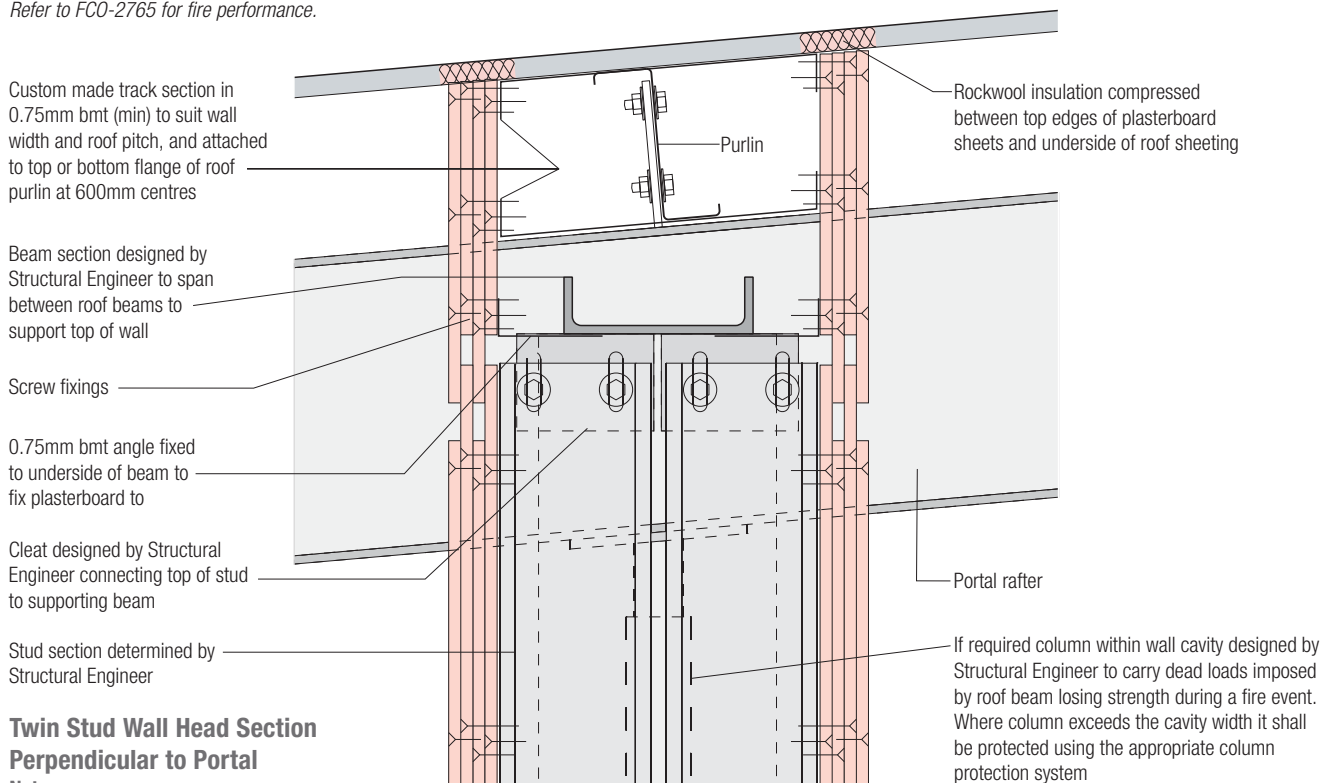 Refer to FCO-2765 for fire performance.
Custom made track section in
0.75mm bmt (min) to suit wall
width and roof pitch, and attached
to top or bottom flange of roof
purlin at 600mm centres
Beam section designed by
Structural Engineer to span
between roof beams to
support top of wall
Screw fixings
0.75mm bmt angle fixed
to underside of beam to
fix plasterboard to
Cleat designed by Structural
Engineer connecting top of stud
to supporting beam
Stud section determined by
Structural Engineer
Twin Stud Wall Head Section
Perpendicular to Portal
Purlin
Rockwool insulation compressed
between top edges of plasterboard
sheets and underside of roof sheeting
Portal rafter
If required column within wall cavity designed by
Structural Engineer to carry dead loads imposed
by roof beam losing strength during a fire event.
Where column exceeds the cavity width it shall
be protected using the appropriate column
protection system